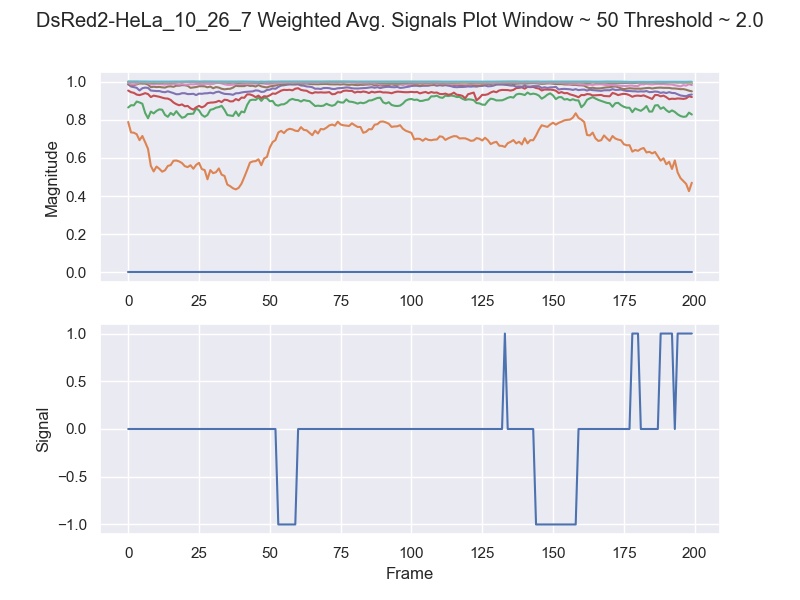 DsRed2-HeLa_10_26_7 Weighted Avg. Signals Plot Window ~ 50 Threshold ~ 2.0
1.0
0.8
0.6
0.4
0.2
0.0
Magnitude
0 25 50 75 100 125 150 175 200
1.0
0.0
−0.5
−1.0
Signal
0 25 50 75 100 125 150 175 200
Frame